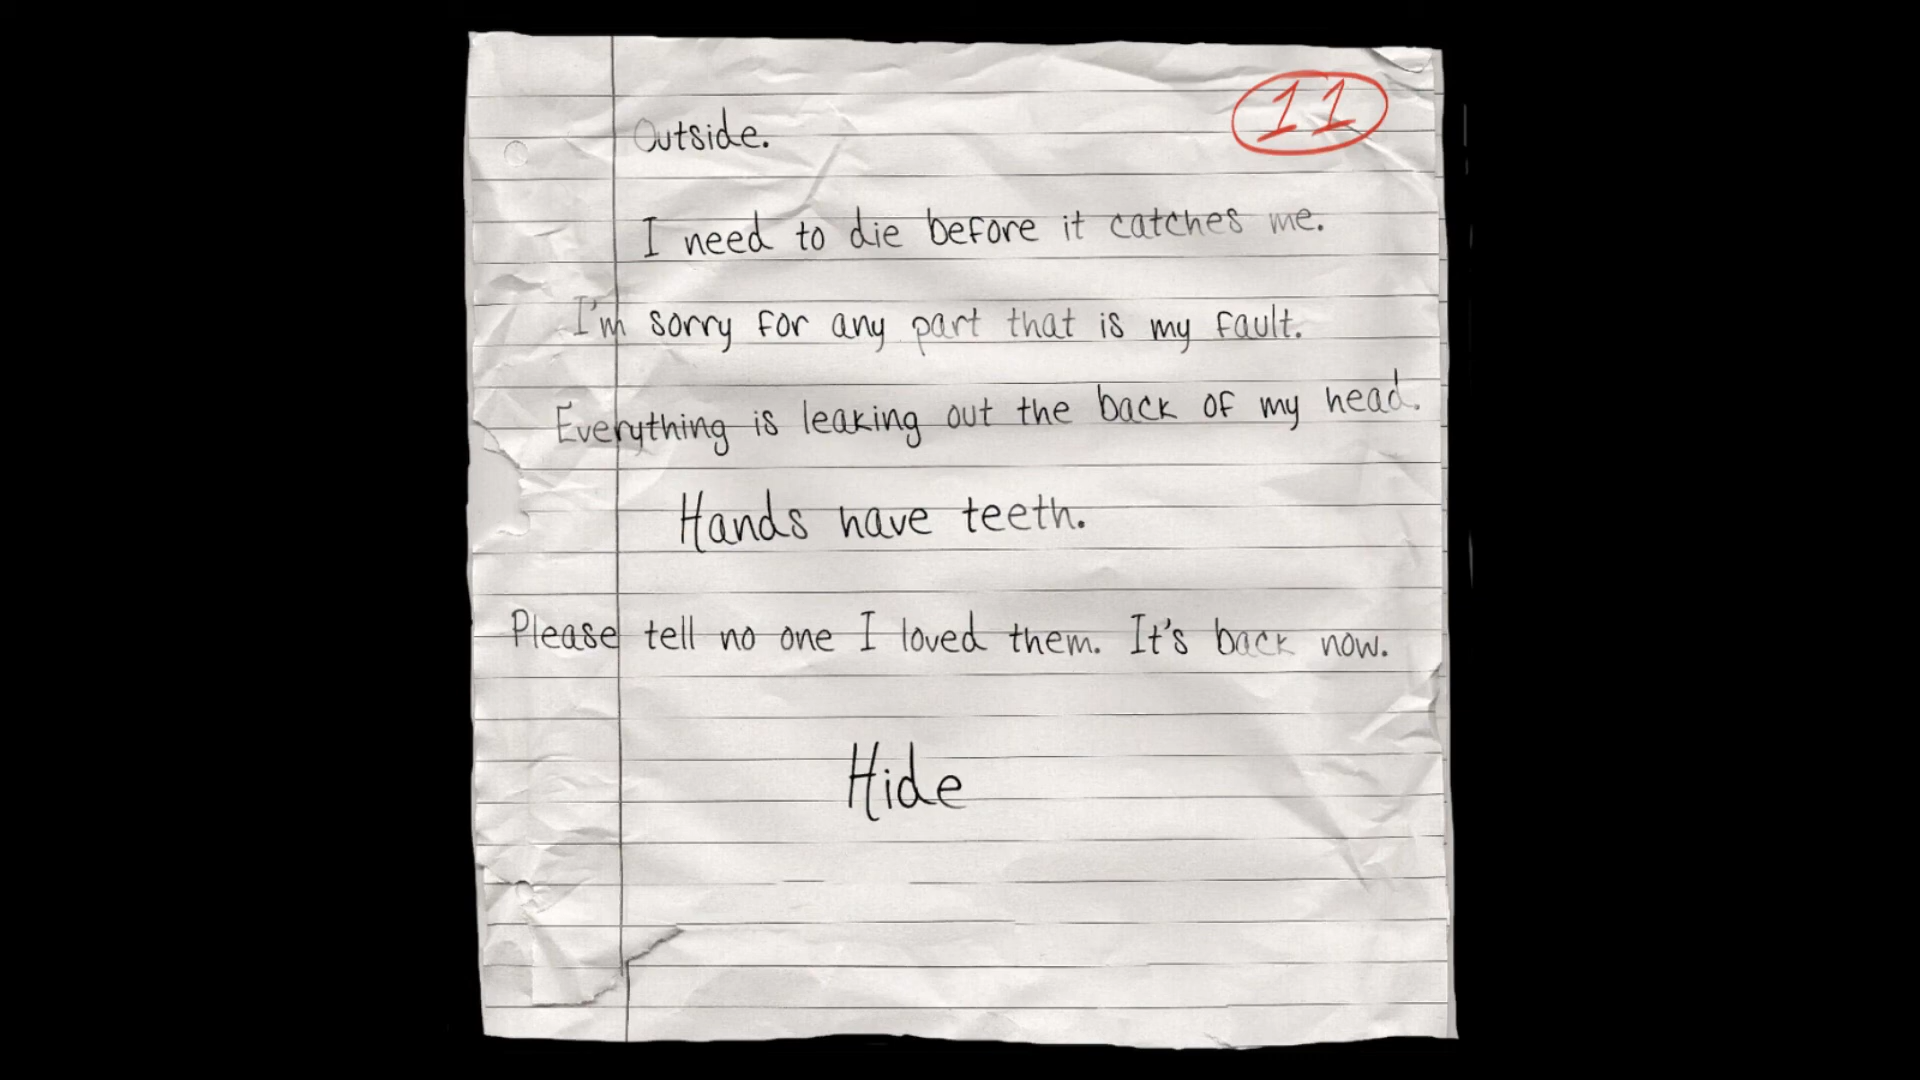 11
Outside.
I need to die before it catches me.
I'm sorry for any part that is my fault.
Everything is leaking out the back of my head.
Hands have teeth.
Please tell no one I loved them. It's back now.
Hide